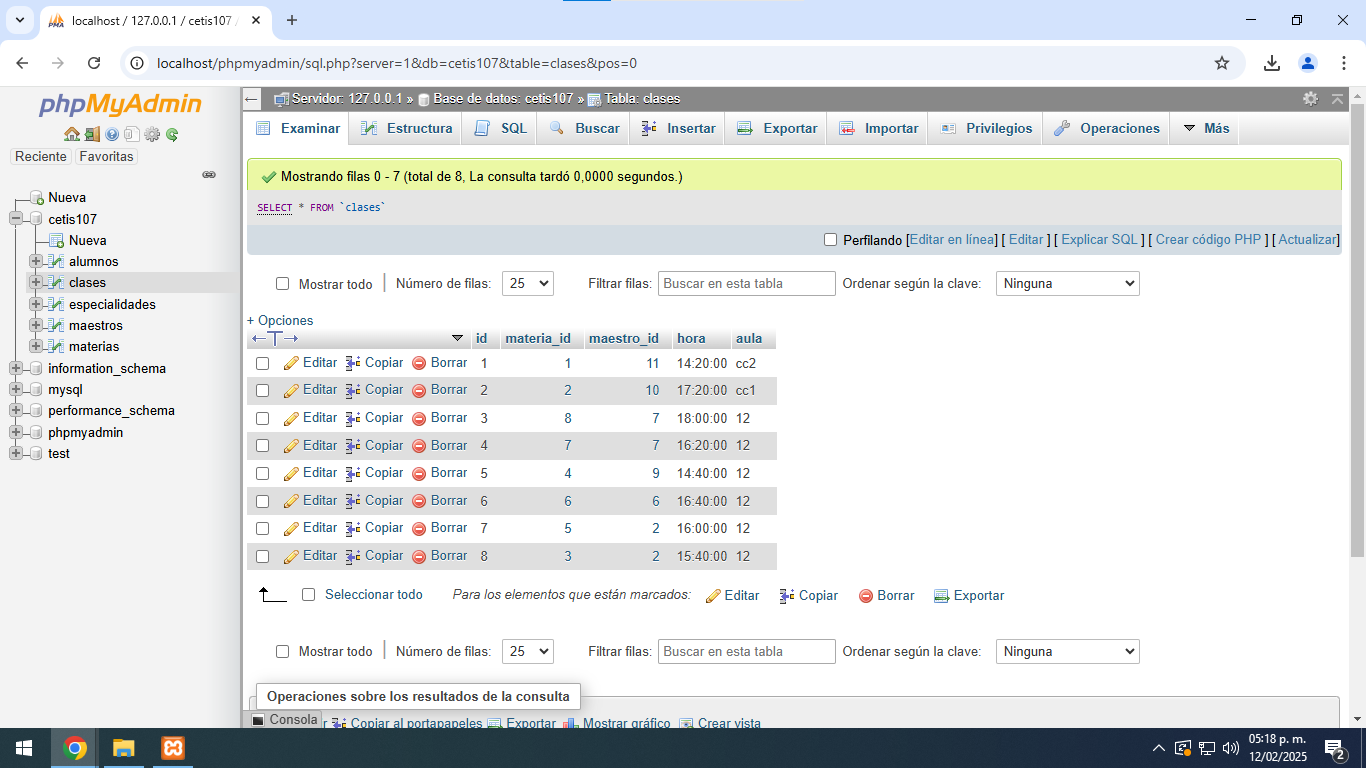 localhost / 127.0.0.1 / cetis107
localhost/phpmyadmin/sql.php?server=1&db=cetis107&table=clases&pos=0
phpMyAdmin
Reciente Favoritas
Nueva
cetis107
Nueva
alumnos
clases
especialidades
maestros
materias
information_schema
mysql
performance_schema
phpmyadmin
test
Servidor: 127.0.0.1 » Base de datos: cetis107 » Tabla: clases
Examinar Estructura SQL Buscar Insertar Exportar Importar Privilegios Operaciones Más
Mostrando filas 0 - 7 (total de 8, La consulta tardó 0,0000 segundos.)
SELECT * FROM `clases`
Perfilando [Editar en línea] [ Editar ] [ Explicar SQL ] [ Crear código PHP ] [ Actualizar]
Mostrar todo | Número de filas: 25 Filtrar filas: Buscar en esta tabla Ordenar según la clave: Ninguna
+ Opciones
id materia_id maestro_id hora aula
Editar Copiar Borrar 1 1 11 14:20:00 cc2
Editar Copiar Borrar 2 2 10 17:20:00 cc1
Editar Copiar Borrar 3 8 7 18:00:00 12
Editar Copiar Borrar 4 7 7 16:20:00 12
Editar Copiar Borrar 5 4 9 14:40:00 12
Editar Copiar Borrar 6 6 6 16:40:00 12
Editar Copiar Borrar 7 5 2 16:00:00 12
Editar Copiar Borrar 8 3 2 15:40:00 12
Seleccionar todo Para los elementos que están marcados: Editar Copiar Borrar Exportar
Mostrar todo | Número de filas: 25 Filtrar filas: Buscar en esta tabla Ordenar según la clave: Ninguna
Operaciones sobre los resultados de la consulta
Consola
r Copiar al portapapeles Exportar Mostrar gráfico Crear vista
05:18 p. m.
12/02/2025
2